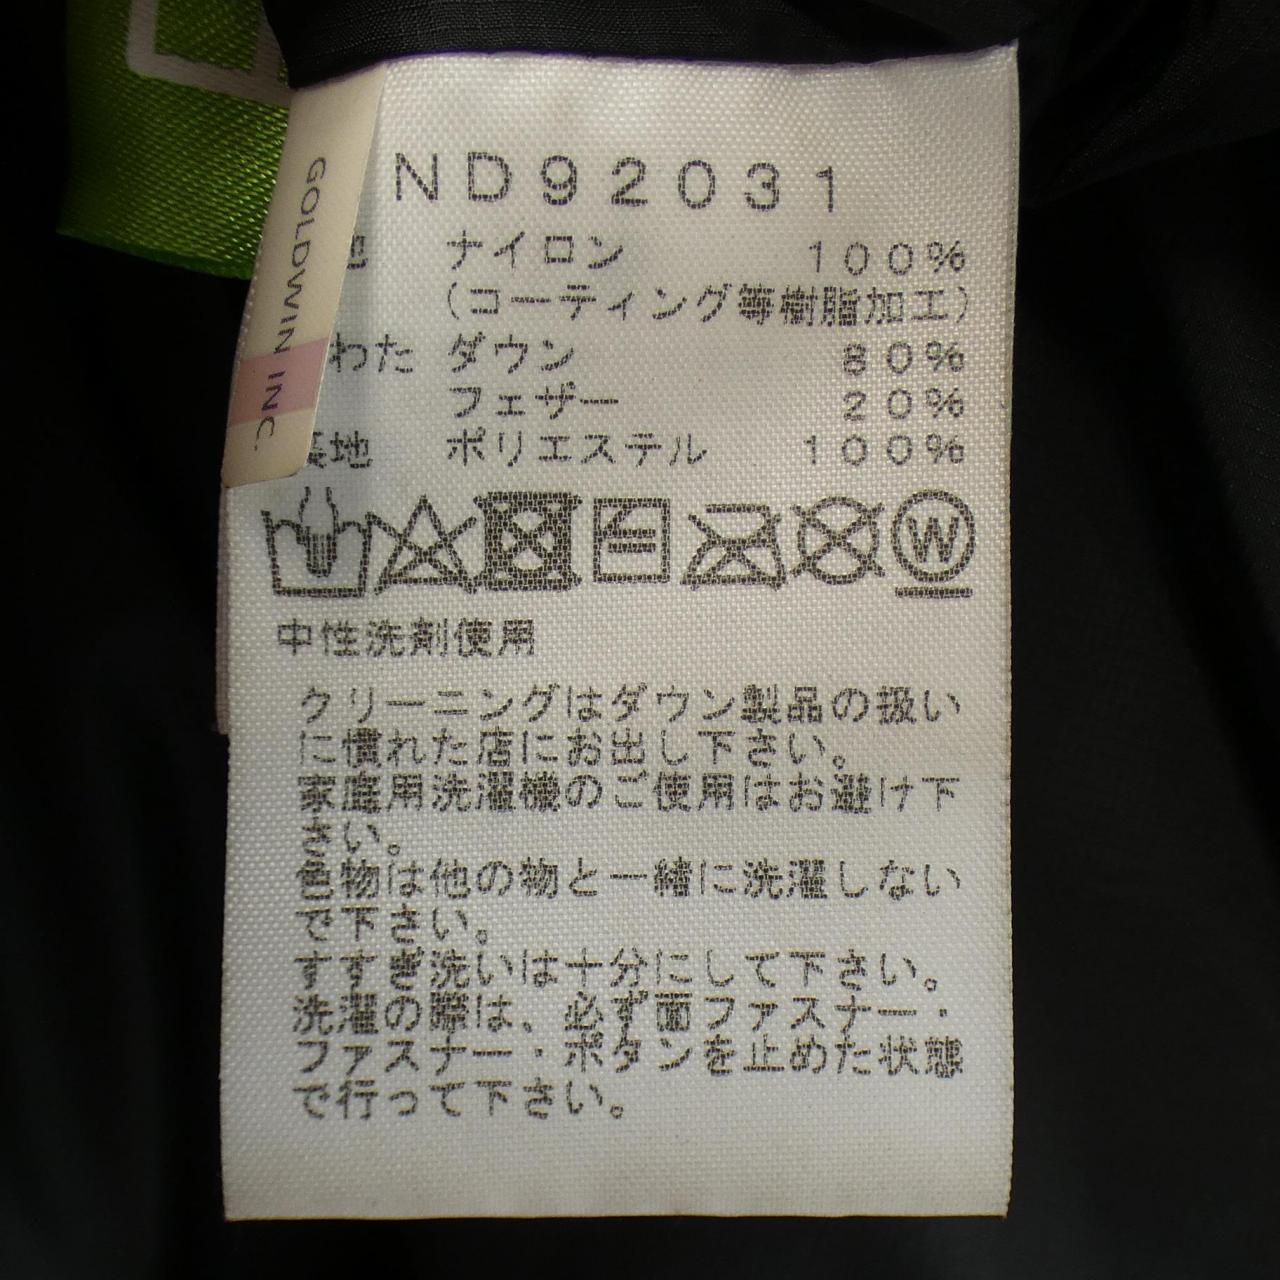 GOLDWIN INC.
ND92031
地 ナイロン 100%
(コーティング等樹脂加工)
わた ダウン 80%
フェザー 20%
裏地 ポリエステル 100%
W
中性洗剤使用
クリーニングはダウン製品の扱い
に慣れた店にお出し下さい。
家庭用洗濯機のご使用はお避け下
さい。
色物は他の物と一緒に洗濯しない
で下さい。
すすぎ洗いは十分にして下さい。
洗濯の際は、必ず面ファスナー・
ファスナー・ボタンを止めた状態
で行って下さい。